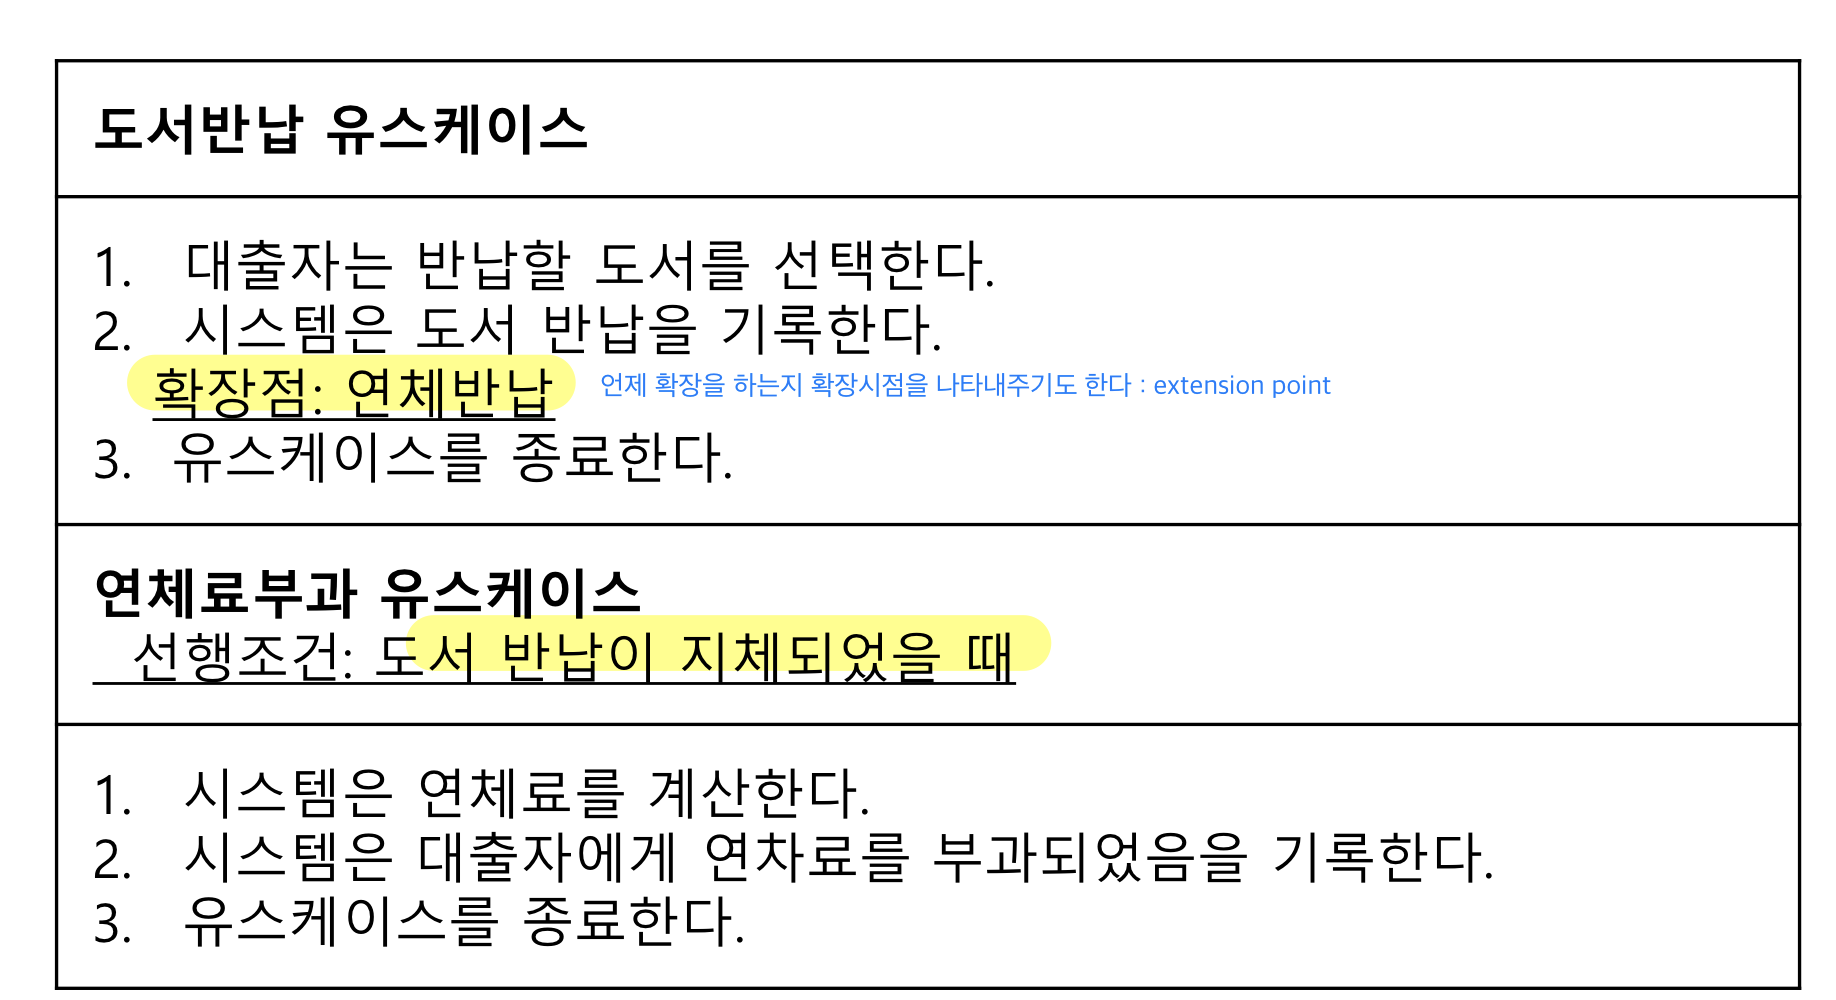 도서반납 유스케이스
1. 대출자는 반납할 도서를 선택한다.
2. 시스템은 도서 반납을 기록한다.
확장점: 연체반납 언제 확장을 하는지 확장시점을 나타내주기도 한다 : extension point
3. 유스케이스를 종료한다.
연체료부과 유스케이스
선행조건: 도서 반납이 지체되었을 때
1. 시스템은 연체료를 계산한다.
2. 시스템은 대출자에게 연차료를 부과되었음을 기록한다.
3. 유스케이스를 종료한다.